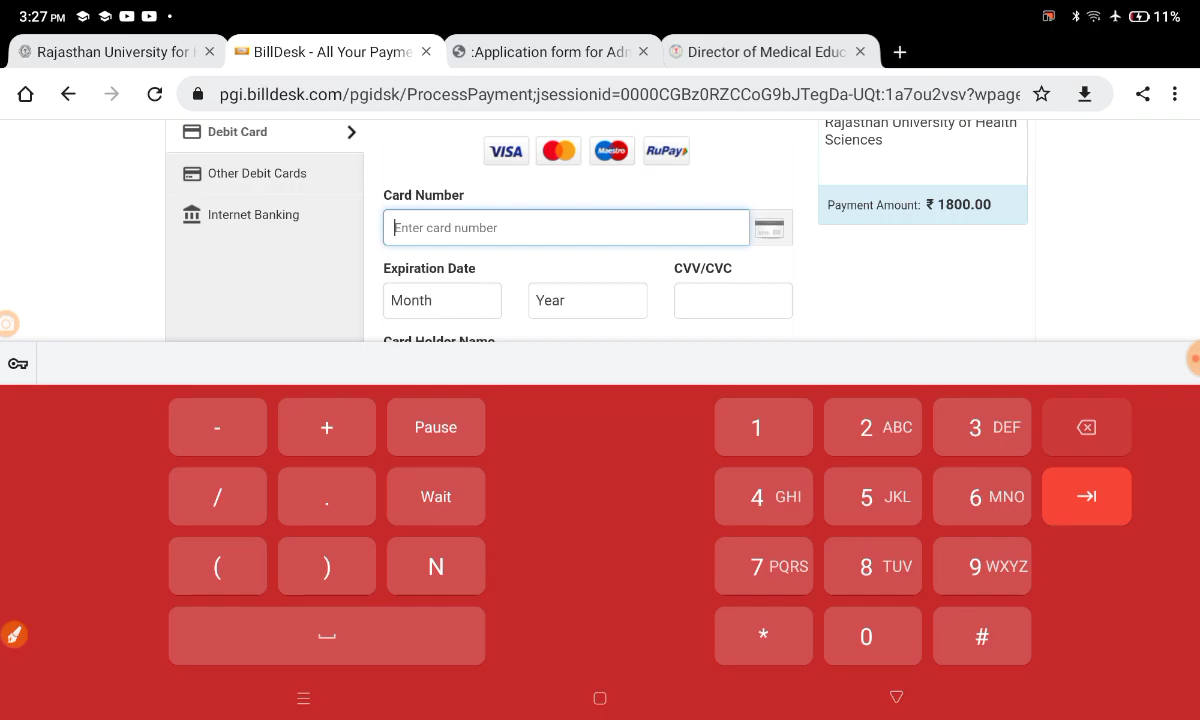 3:27 PM
11%
Rajasthan University for
BillDesk - All Your Payme
:Application form for Adn
Director of Medical Educ
pgi.billdesk.com/pgidsk/ProcessPayment;jsessionid=0000CGBz0RZCCoG9bJTegDa-UQt:1a7ou2vsv?wpage
Debit Card
Other Debit Cards
Internet Banking
VISA
Maestro
RuPay
Card Number
Enter card number
Expiration Date
CVV/CVC
Month
Year
Card Holder Name
Rajasthan University of Health
Sciences
Payment Amount: ₹ 1800.00
- + Pause 1 2 ABC 3 DEF
/ . Wait 4 GHI 5 JKL 6 MNO
( ) N 7 PQRS 8 TUV 9 WXYZ
* 0 #